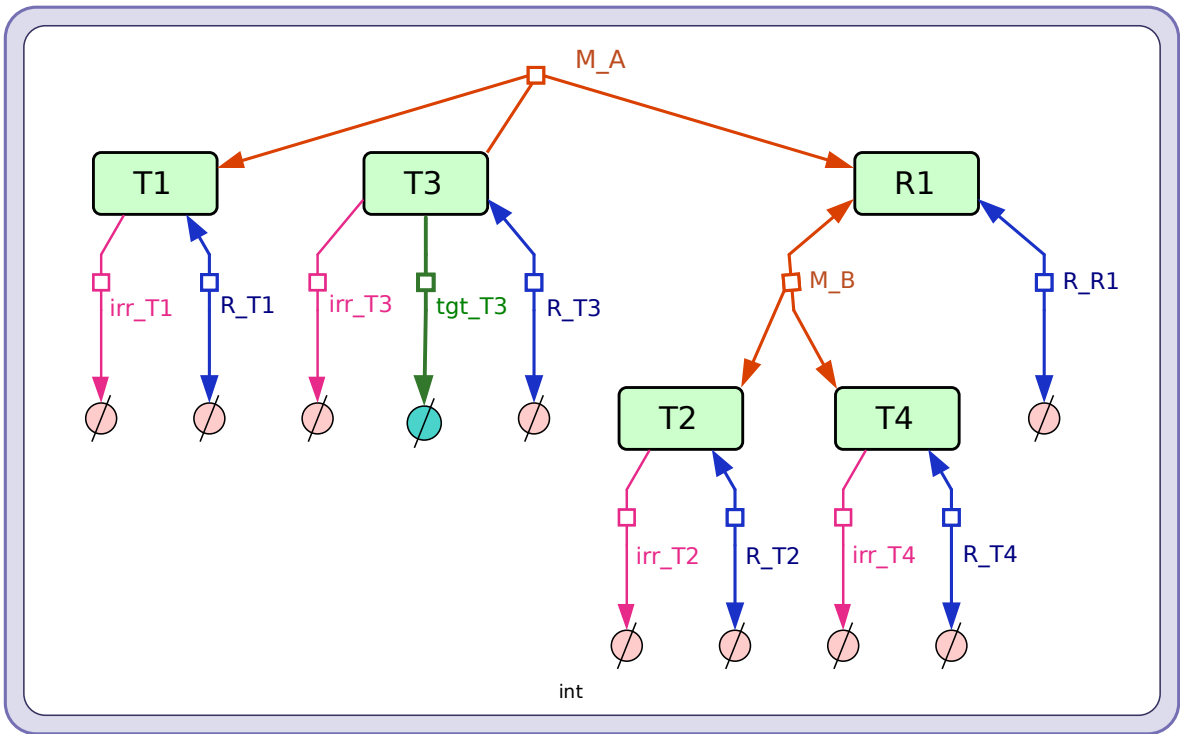 M_A
T1
T3
R1
irr_T1
R_T1
irr_T3
tgt_T3
R_T3
M_B
R_R1
T2
T4
irr_T2
R_T2
irr_T4
R_T4
int